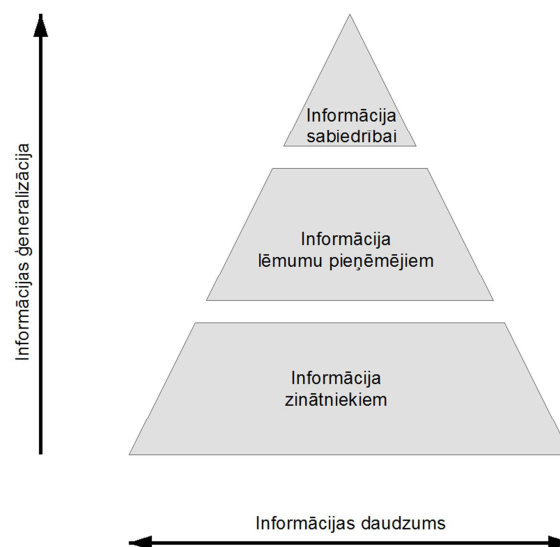 Informācija
sabiedrībai
Informācija
lēmumu pieņēmējiem
Informācija
zinātniekiem
Informācijas ģeneralizācija
Informācijas daudzums